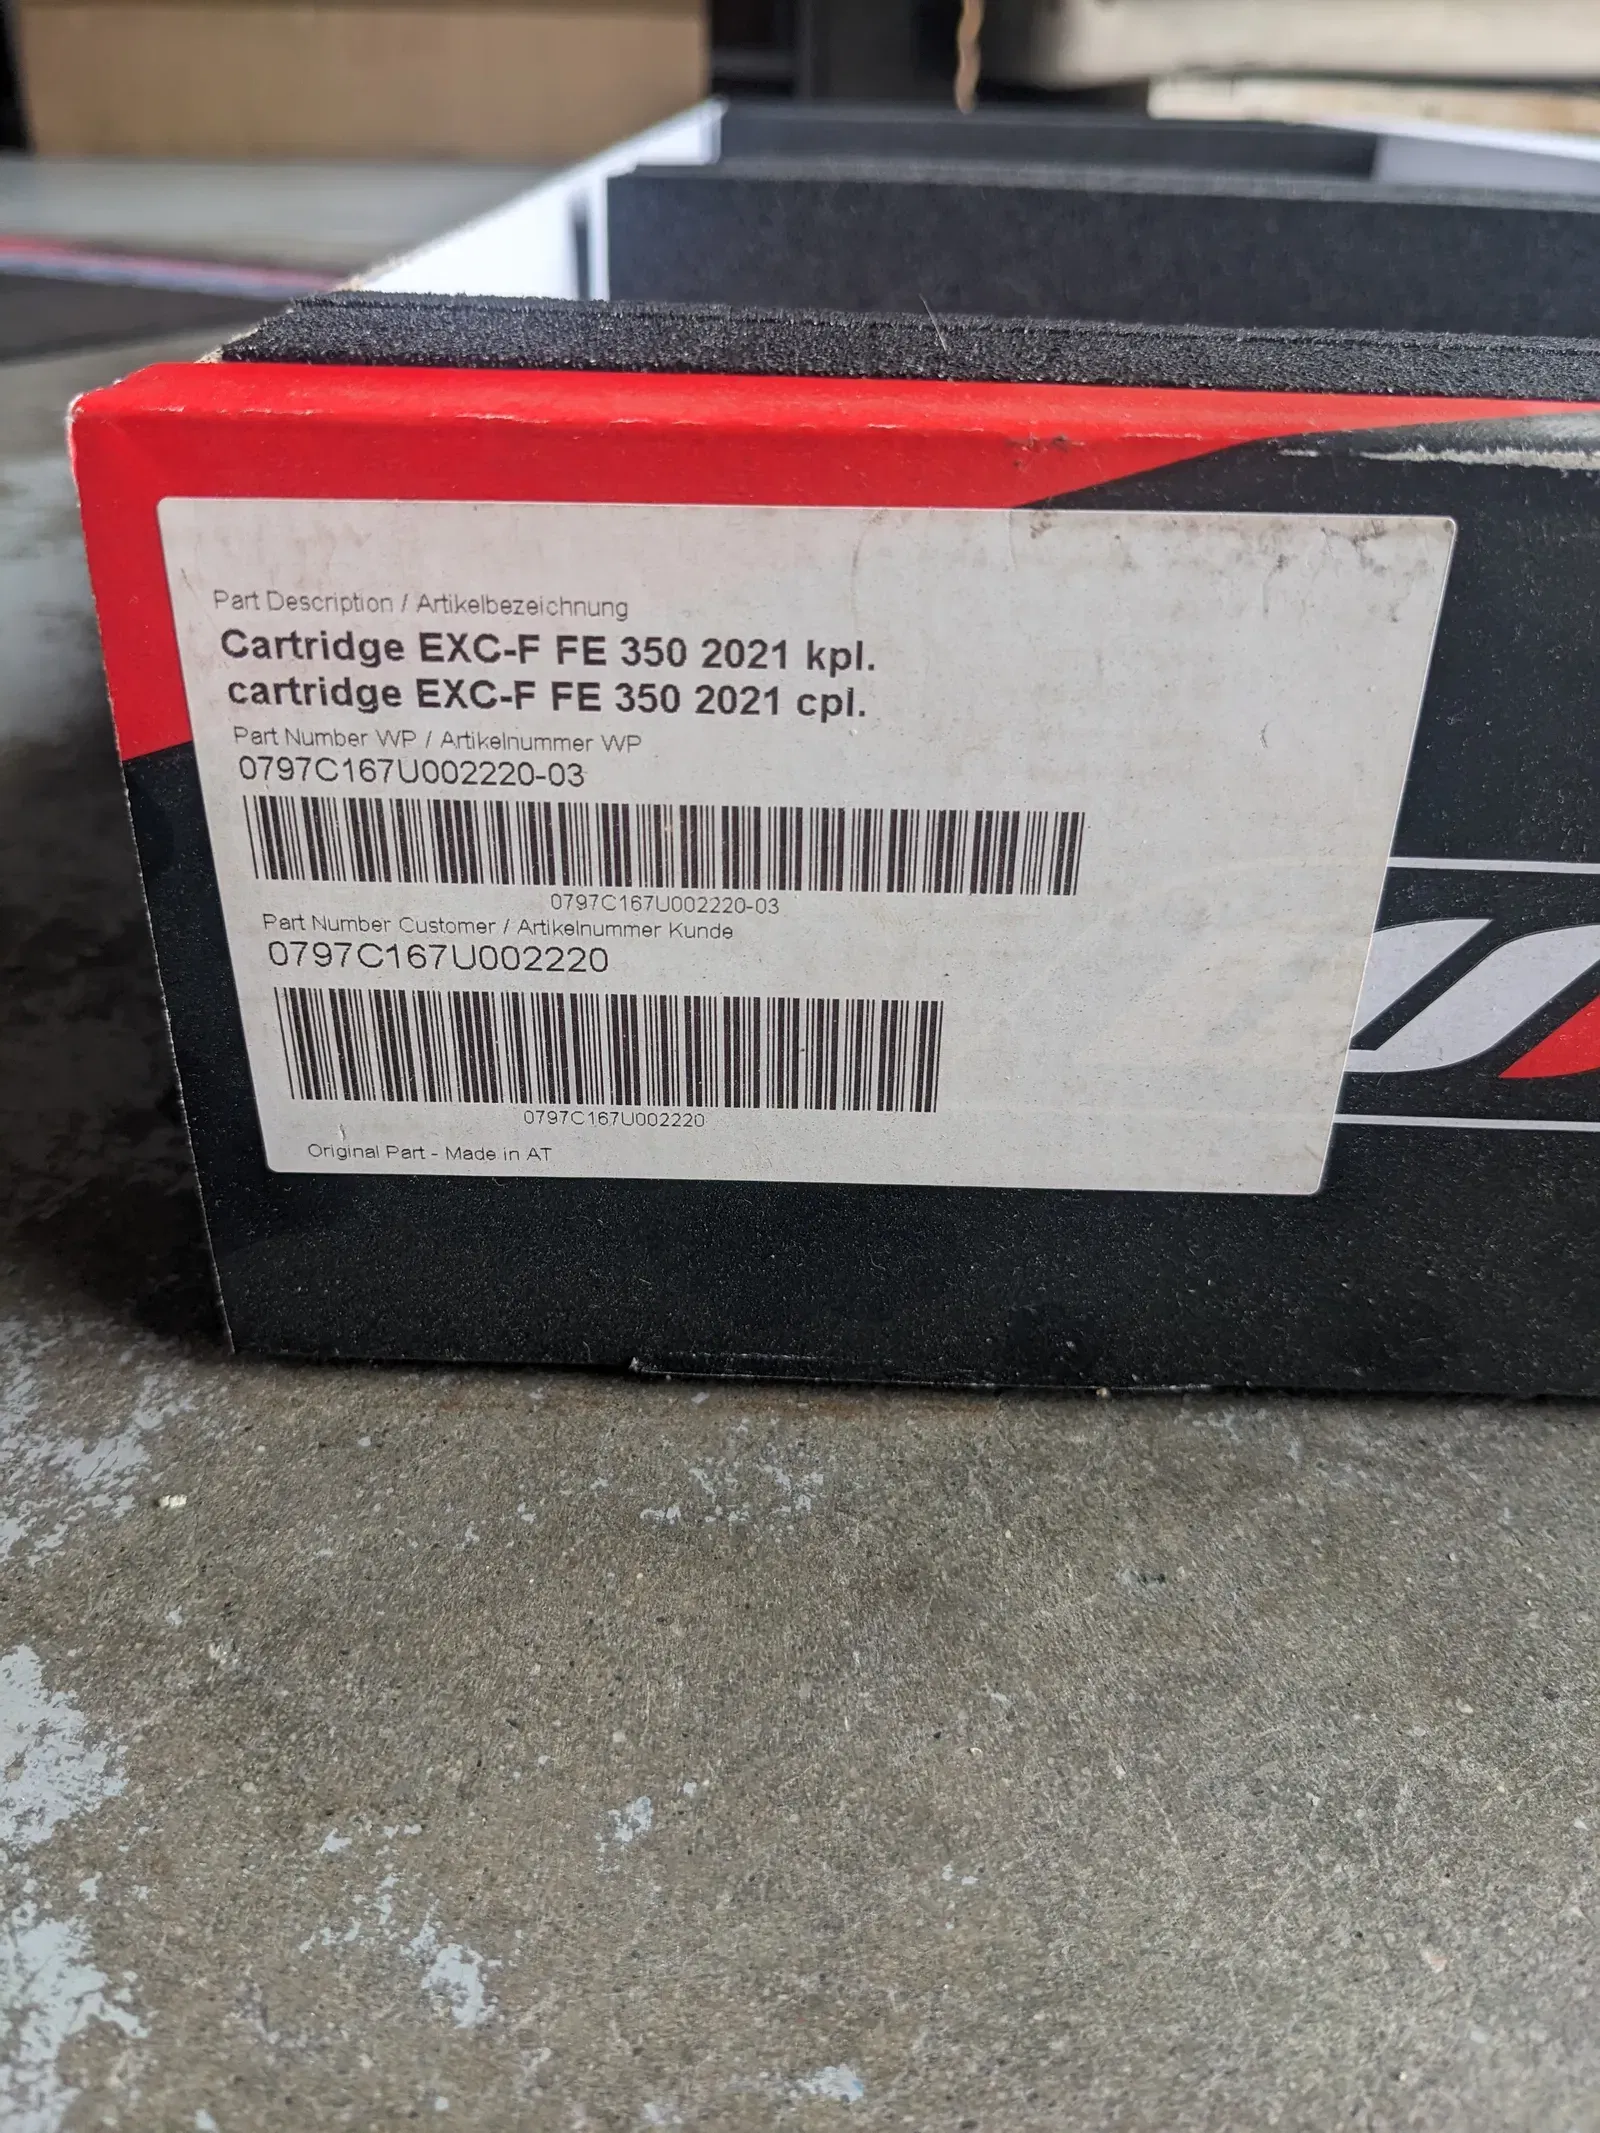 Part Description / Artikelbezeichnung
Cartridge EXC-F FE 350 2021 kpl.
cartridge EXC-F FE 350 2021 cpl.
Part Number WP / Artikelnummer WP
0797C167U002220-03
0797C167U002220-03
Part Number Customer / Artikelnummer Kunde
0797C167U002220
0797C167U002220
Original Part - Made in AT